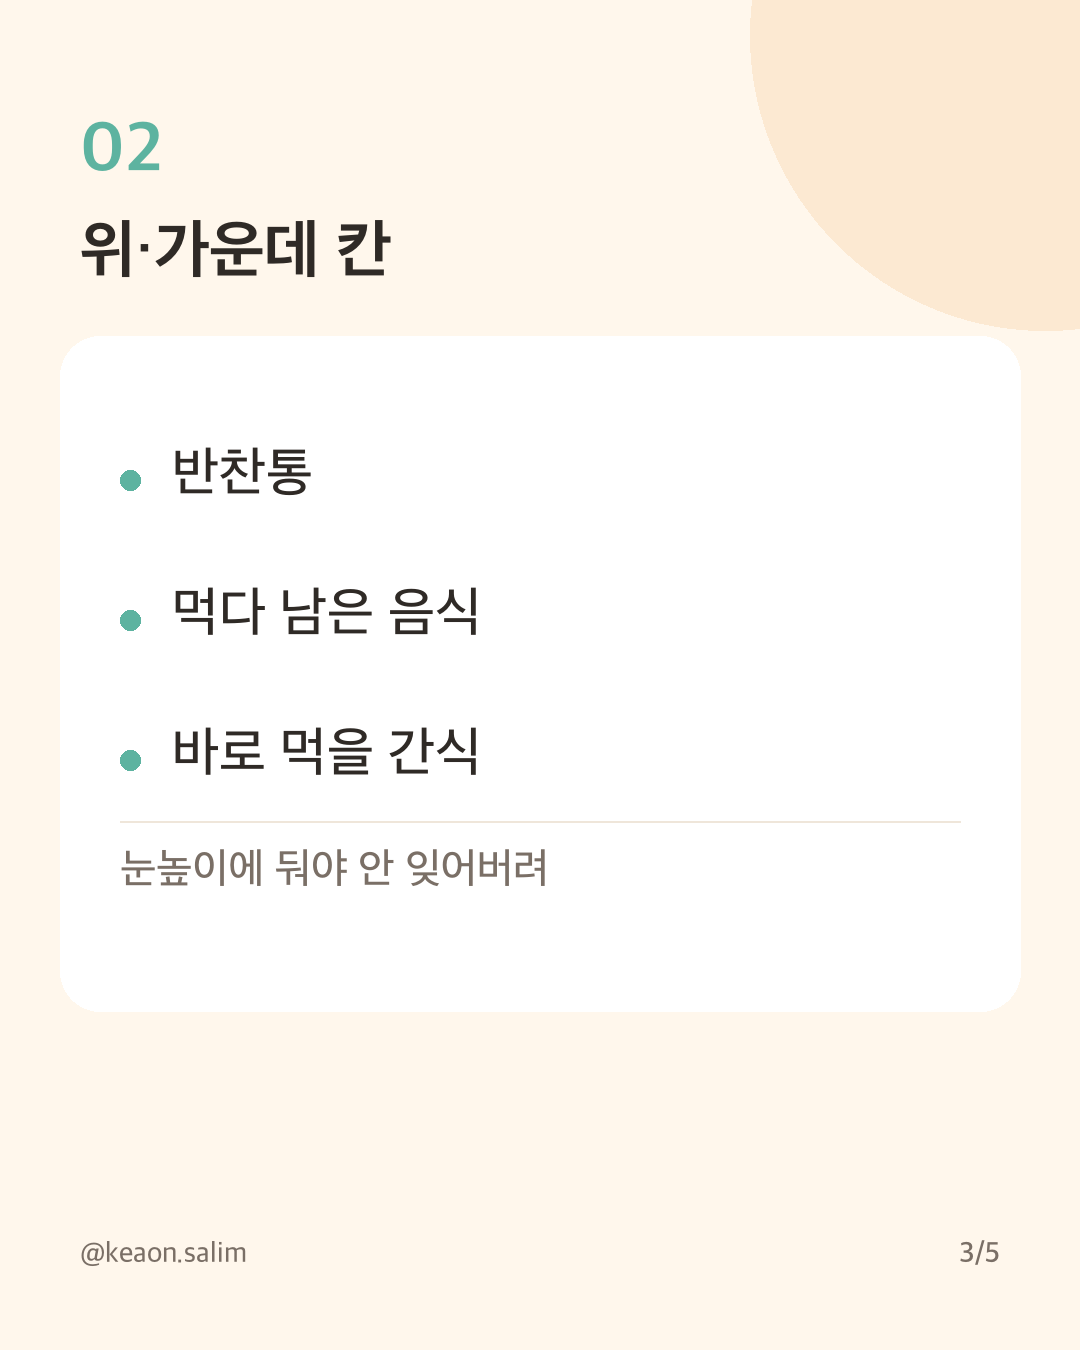 02
위·가운데 칸
반찬통
먹다 남은 음식
바로 먹을 간식
눈높이에 둬야 안 잊어버려
@keaon.salim
3/5